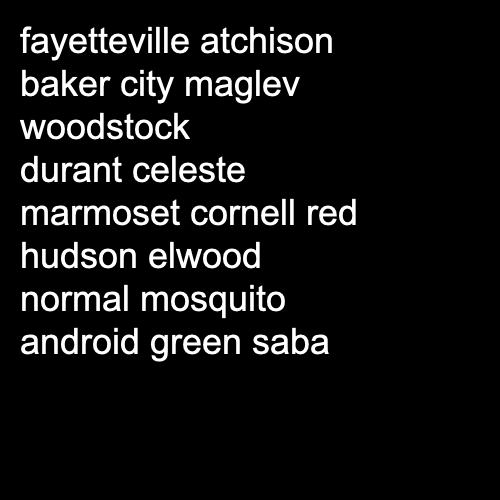 fayetteville atchison
baker city maglev
woodstock
durant celeste
marmoset cornell red
hudson elwood
normal mosquito
android green saba